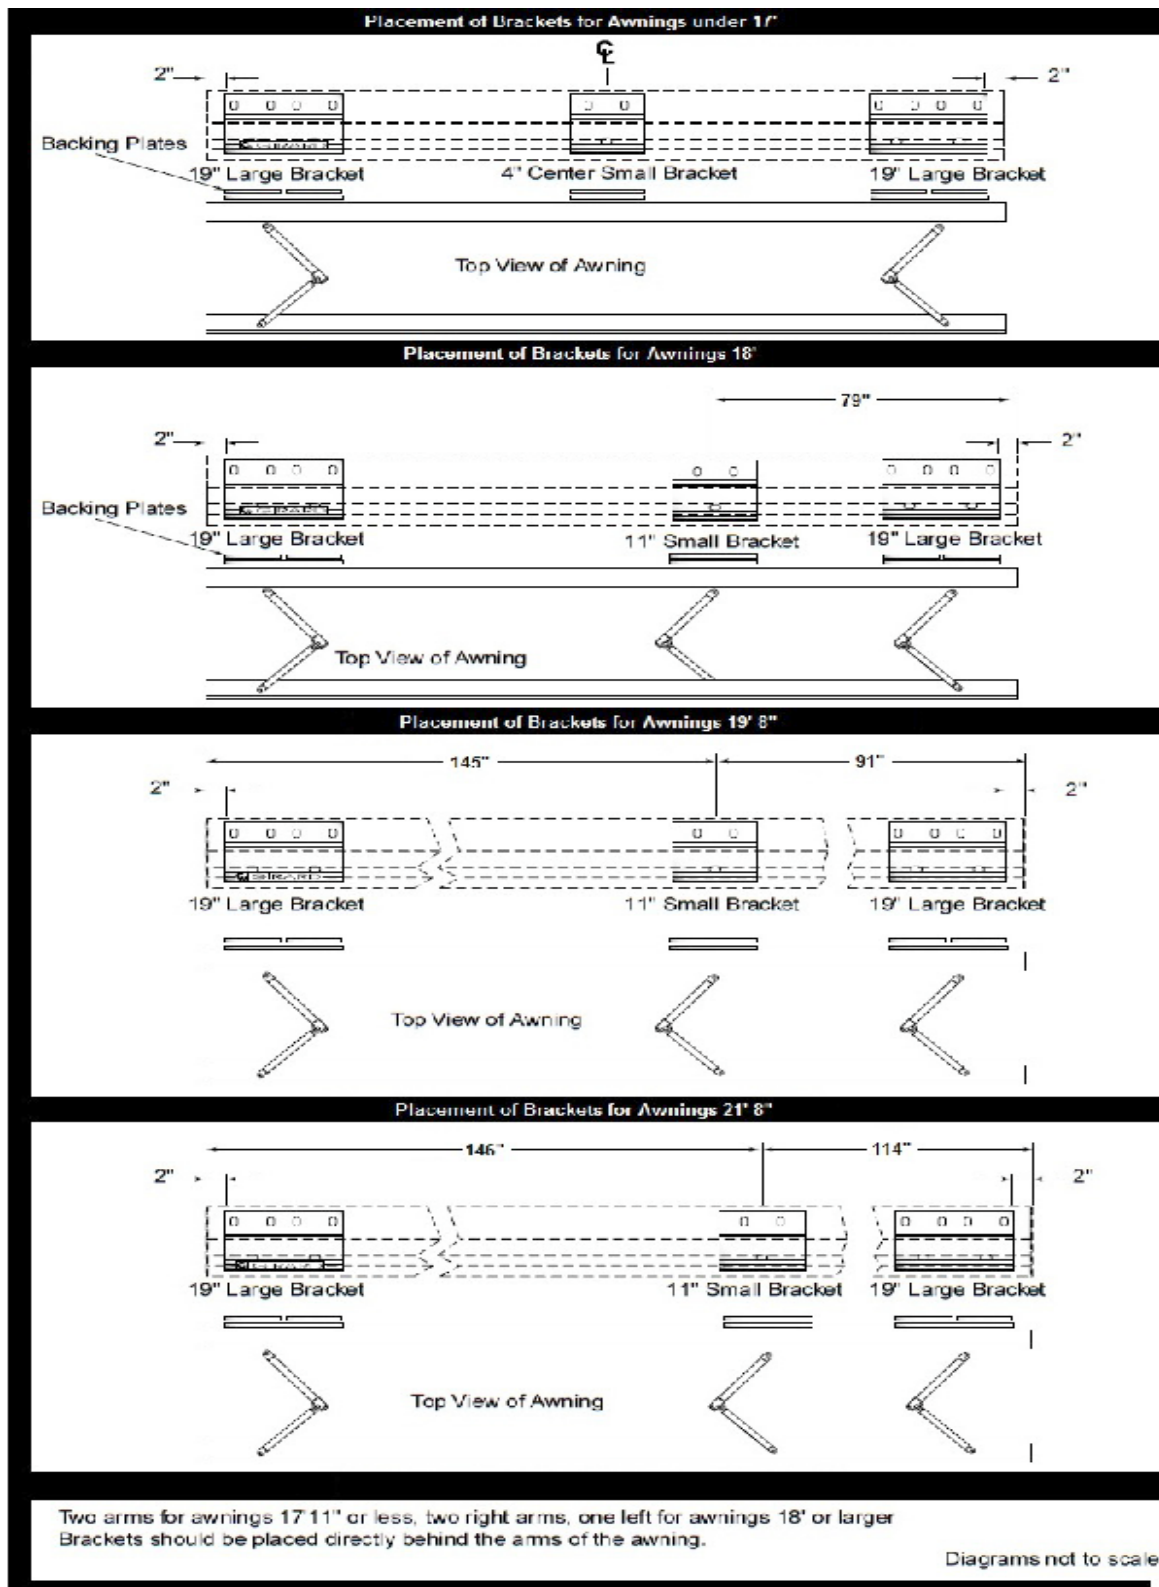 Placement of Brackets for Awnings under 17'
℄
2" 2"
Backing Plates
19" Large Bracket 4" Center Small Bracket 19" Large Bracket
Top View of Awning
Placement of Brackets for Awnings 18'
79"
2" 2"
Backing Plates
19" Large Bracket 11" Small Bracket 19" Large Bracket
Top View of Awning
Placement of Brackets for Awnings 19' 8"
145" 91"
2" 2"
GIRARD
19" Large Bracket 11" Small Bracket 19" Large Bracket
Top View of Awning
Placement of Brackets for Awnings 21' 8"
146" 114"
2" 2"
19" Large Bracket 11" Small Bracket 19" Large Bracket
Top View of Awning
Two arms for awnings 17'11" or less, two right arms, one left for awnings 18' or larger
Brackets should be placed directly behind the arms of the awning.
Diagrams not to scale